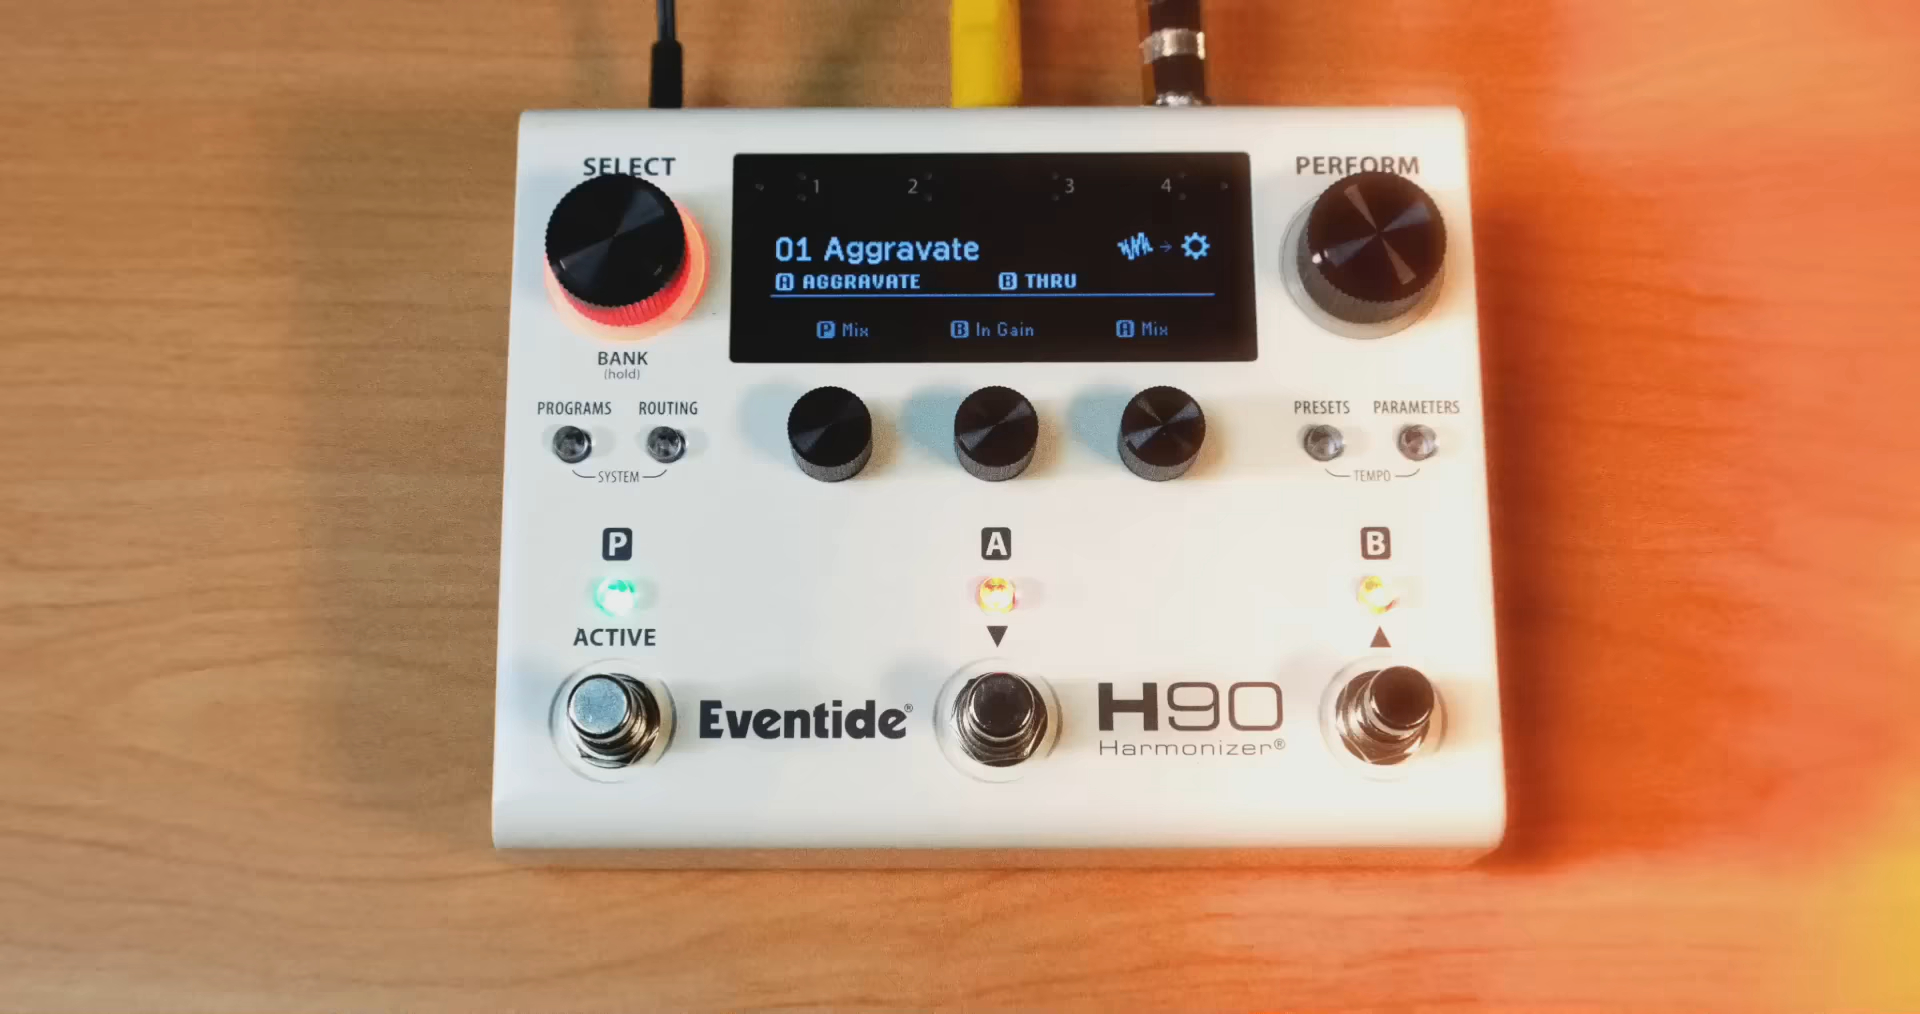 SELECT
PERFORM
1 2 3 4
01 Aggravate
A AGGRAVATE B THRU
P Mix B In Gain A Mix
BANK
(hold)
PROGRAMS ROUTING
SYSTEM
PRESETS PARAMETERS
TEMPO
P A B
ACTIVE
Eventide®
H90
Harmonizer®